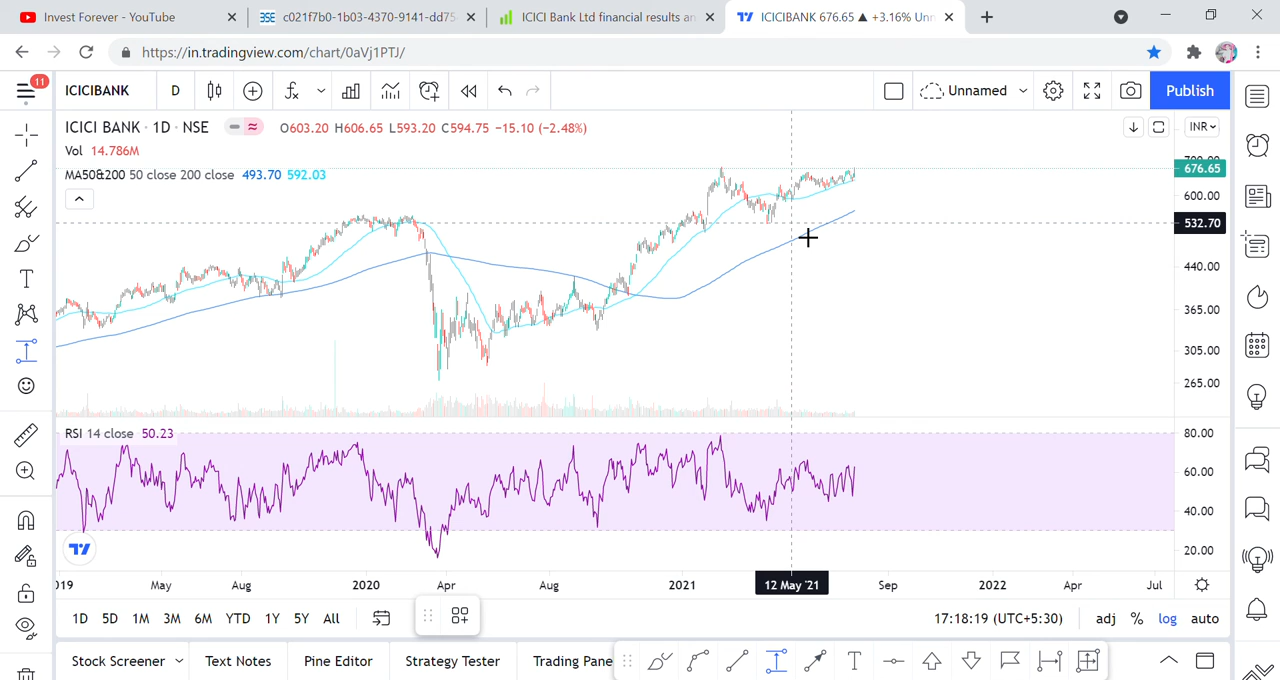 Invest Forever - YouTube
c021f7b0-1b03-4370-9141-dd75
ICICI Bank Ltd financial results an
ICICIBANK 676.65 ▲ +3.16% Unn
https://in.tradingview.com/chart/0aVj1PTJ/
11
ICICIBANK
D
Unnamed
Publish
ICICI BANK · 1D · NSE
O603.20 H606.65 L593.20 C594.75 −15.10 (−2.48%)
INR
Vol 14.786M
MA50&200 50 close 200 close 493.70 592.03
700.00
676.65
600.00
532.70
440.00
365.00
305.00
265.00
RSI 14 close 50.23
80.00
60.00
40.00
20.00
2019 May Aug 2020 Apr Aug 2021 12 May '21 Sep 2022 Apr Jul
1D 5D 1M 3M 6M YTD 1Y 5Y All
17:18:19 (UTC+5:30)
adj % log auto
Stock Screener Text Notes Pine Editor Strategy Tester Trading Pane